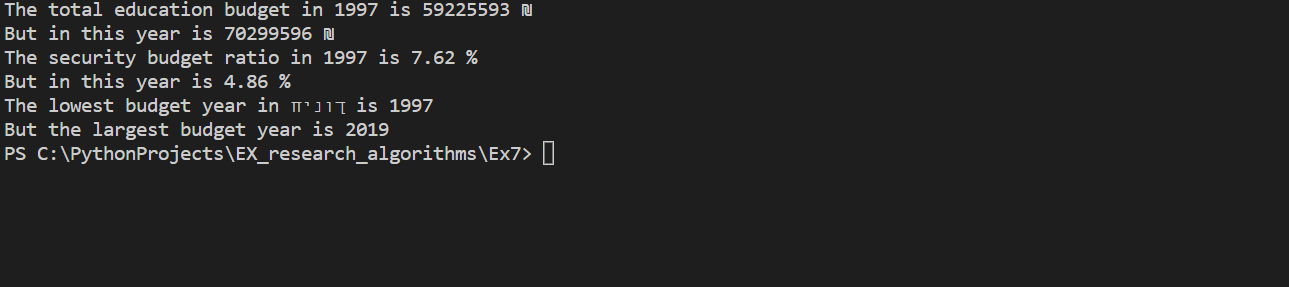 The total education budget in 1997 is 59225593 ₪
But in this year is 70299596 ₪
The security budget ratio in 1997 is 7.62 %
But in this year is 4.86 %
The lowest budget year in חינוך is 1997
But the largest budget year is 2019
PS C:\PythonProjects\EX_research_algorithms\Ex7>